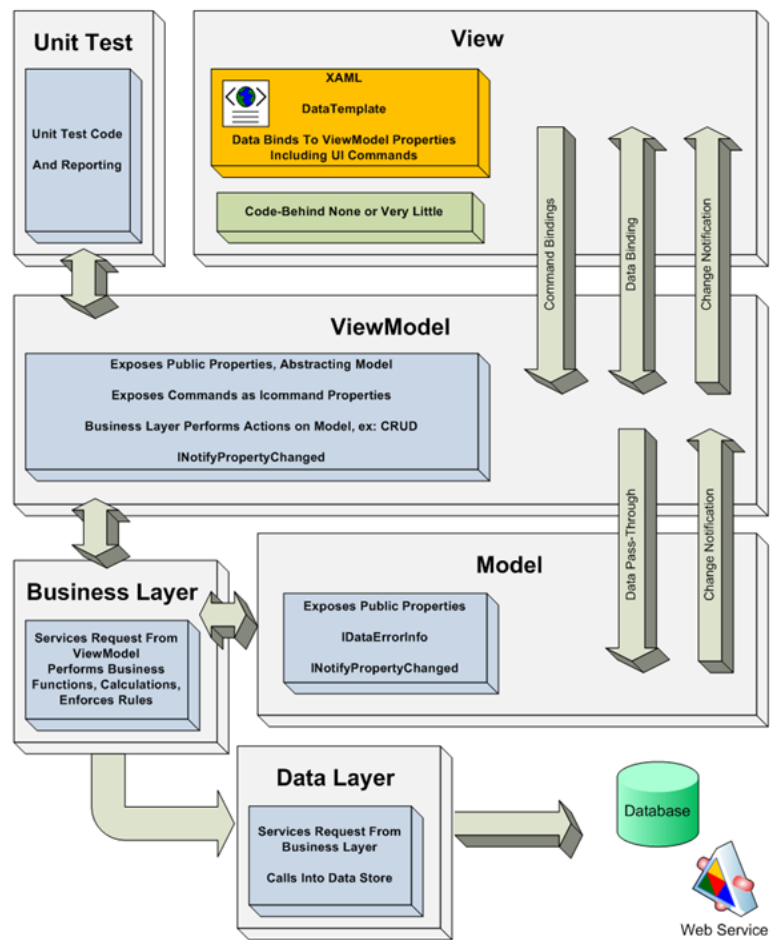 Unit Test
Unit Test Code
And Reporting
View
XAML
DataTemplate
Data Binds To ViewModel Properties
Including UI Commands
Code-Behind None or Very Little
Command Bindings
Data Binding
Change Notification
ViewModel
Exposes Public Properties, Abstracting Model
Exposes Commands as Icommand Properties
Business Layer Performs Actions on Model, ex: CRUD
INotifyPropertyChanged
Data Pass-Through
Change Notification
Business Layer
Services Request From
ViewModel
Performs Business
Functions, Calculations,
Enforces Rules
Model
Exposes Public Properties
IDataErrorInfo
INotifyPropertyChanged
Data Layer
Services Request From
Business Layer
Calls Into Data Store
Database
Web Service